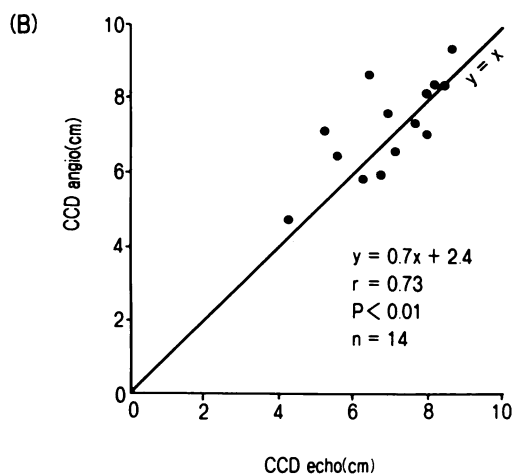 (B)
10
8
6
4
2
0
CCD angio(cm)
y = x
y = 0.7x + 2.4
r = 0.73
P < 0.01
n = 14
0 2 4 6 8 10
CCD echo(cm)